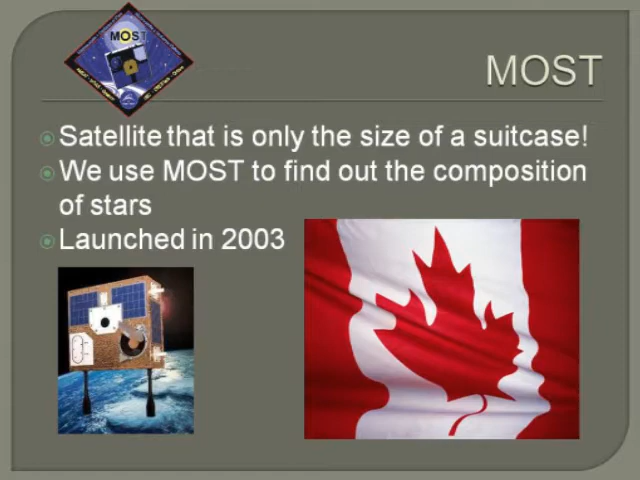 MOST
MOST
Satellite that is only the size of a suitcase!
We use MOST to find out the composition
of stars
Launched in 2003